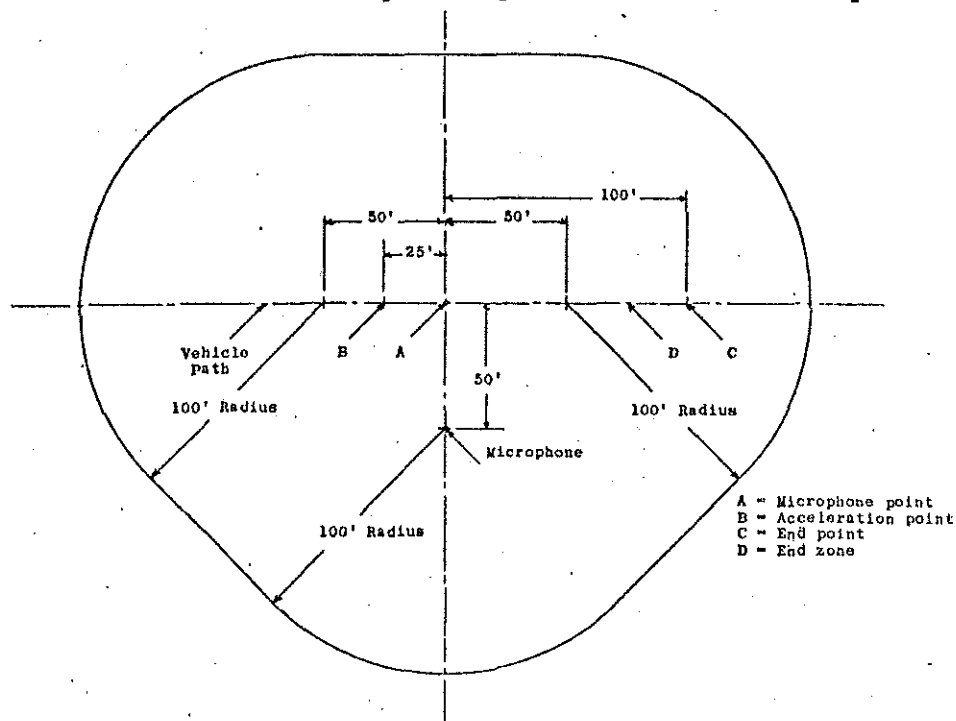 100'
50'
50'
25'
Vehiclo
Path
B
A
D
C
50'
100' Radius
100' Radius
Microphone
100' Radius
A = Microphone point
B = Acceleration point
C = End point
D = End zone